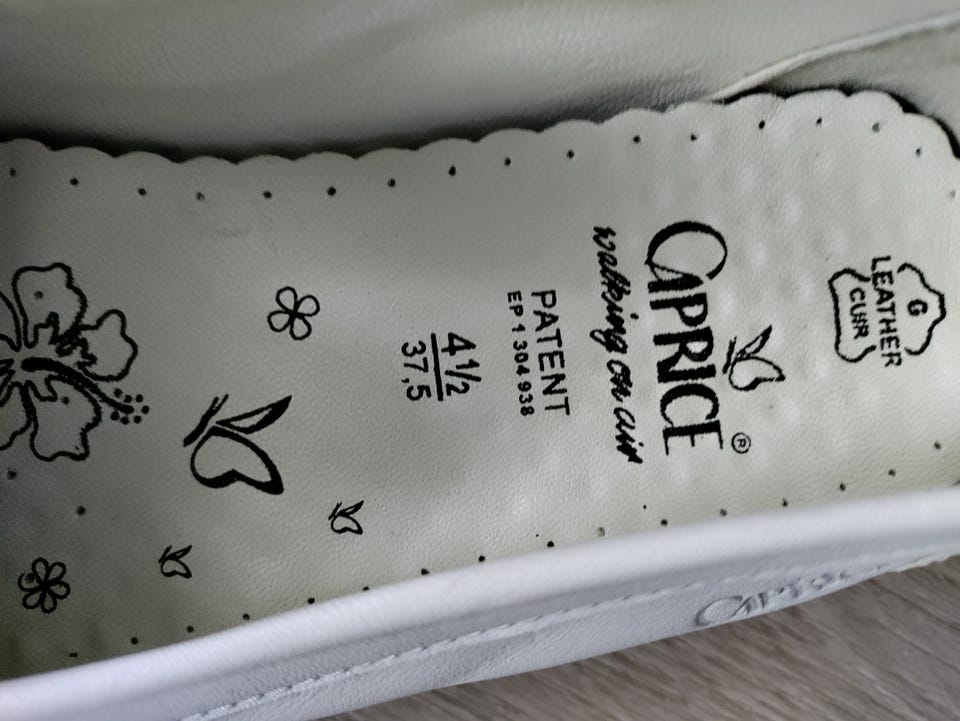 G
LEATHER
CUIR
CAPRICE®
walking on air
PATENT
EP 1 304 938
4 1/2
37,5